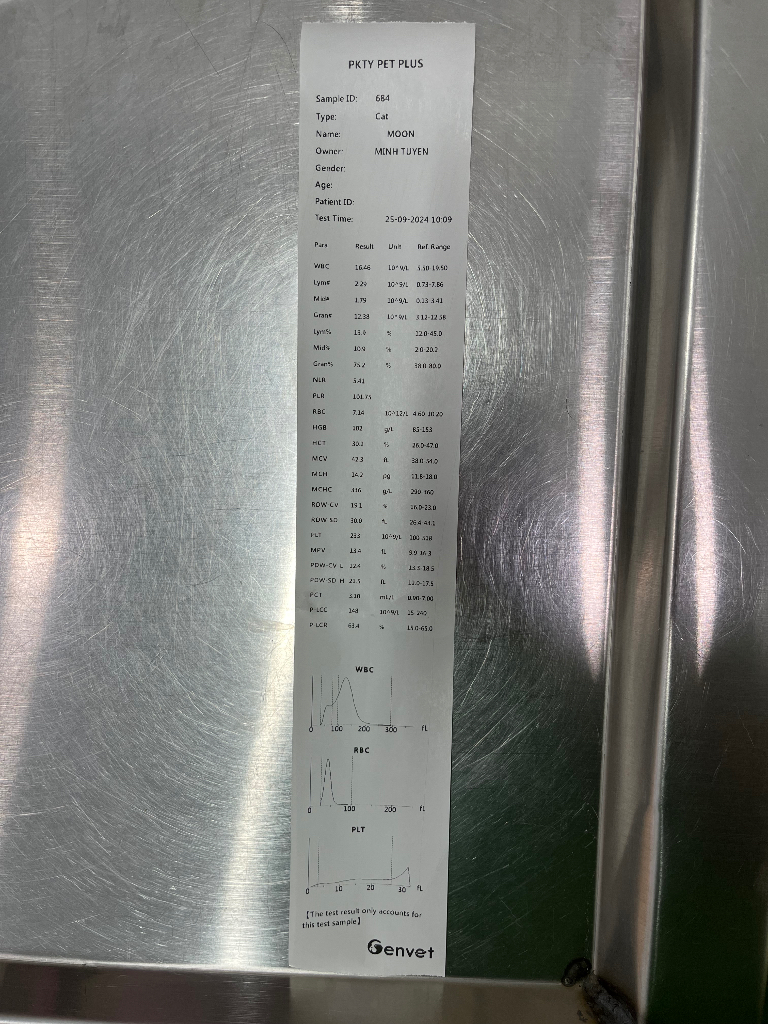 PKTY PET PLUS
Sample ID: 684
Type: Cat
Name: MOON
Owner: MINH TUYEN
Gender:
Age:
Patient ID:
Test Time: 25-09-2024 10:09
Para Result Unit Ref. Range
WBC 16.46 10^9/L 5.50-19.50
Lym# 2.29 10^9/L 0.73-7.86
Mid# 1.79 10^9/L 0.13-3.41
Gran# 12.38 10^9/L 3.12-12.58
Lym% 13.9 % 12.0-45.0
Mid% 10.9 % 2.0-20.0
Gran% 75.2 % 38.0-80.0
NLR 5.41
PLR 101.75
RBC 7.14 10^12/L 4.60-10.20
HGB 102 g/L 85-153
HCT 30.2 % 26.0-47.0
MCV 42.3 fL 38.0-54.0
MCH 14.2 pg 11.8-18.0
MCHC g/L 290-360
RDW-CV 19.1 % 16.0-23.0
RDW-SD 30.0 fL 26.4-43.1
PLT 233 10^9/L 100-518
MPV 13.4 fL 9.9-16.3
PDW-CV L 12.4 % 13.3-18.5
PDW-SD H 21.5 fL 11.0-17.5
PCT mL/L 0.90-7.00
P-LCC 148 10^9/L 15-240
P-LCR 63.4 % 15.0-65.0
WBC
0 100 200 300 fL
RBC
0 100 200 fL
PLT
0 10 20 30 fL
【The test result only accounts for
this test sample】
Genvet